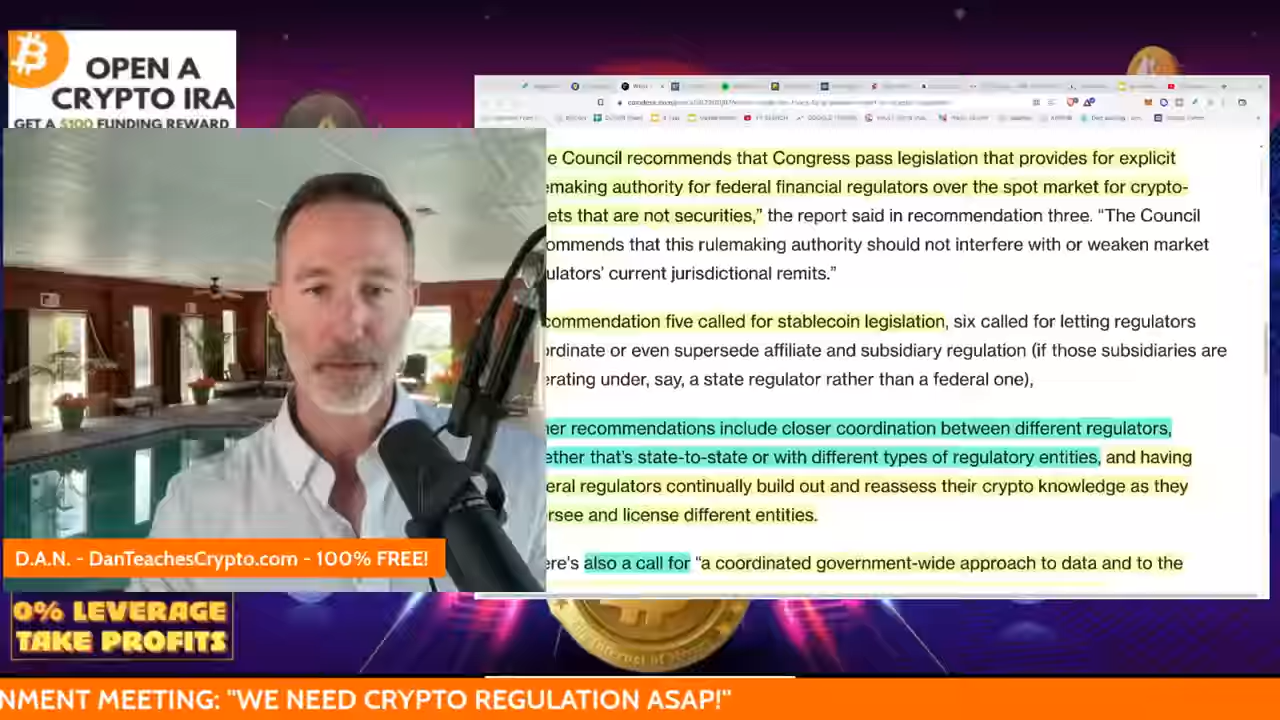 OPEN A
CRYPTO IRA
GET A $100 FUNDING REWARD
e Council recommends that Congress pass legislation that provides for explicit
emaking authority for federal financial regulators over the spot market for crypto-
ets that are not securities,” the report said in recommendation three. “The Council
ommends that this rulemaking authority should not interfere with or weaken market
ulators’ current jurisdictional remits.”
commendation five called for stablecoin legislation, six called for letting regulators
ordinate or even supersede affiliate and subsidiary regulation (if those subsidiaries are
erating under, say, a state regulator rather than a federal one),
her recommendations include closer coordination between different regulators,
ether that’s state-to-state or with different types of regulatory entities, and having
eral regulators continually build out and reassess their crypto knowledge as they
rsee and license different entities.
ere’s also a call for “a coordinated government-wide approach to data and to the
D.A.N. - DanTeachesCrypto.com - 100% FREE!
0% LEVERAGE
TAKE PROFITS
NMENT MEETING: "WE NEED CRYPTO REGULATION ASAP!"